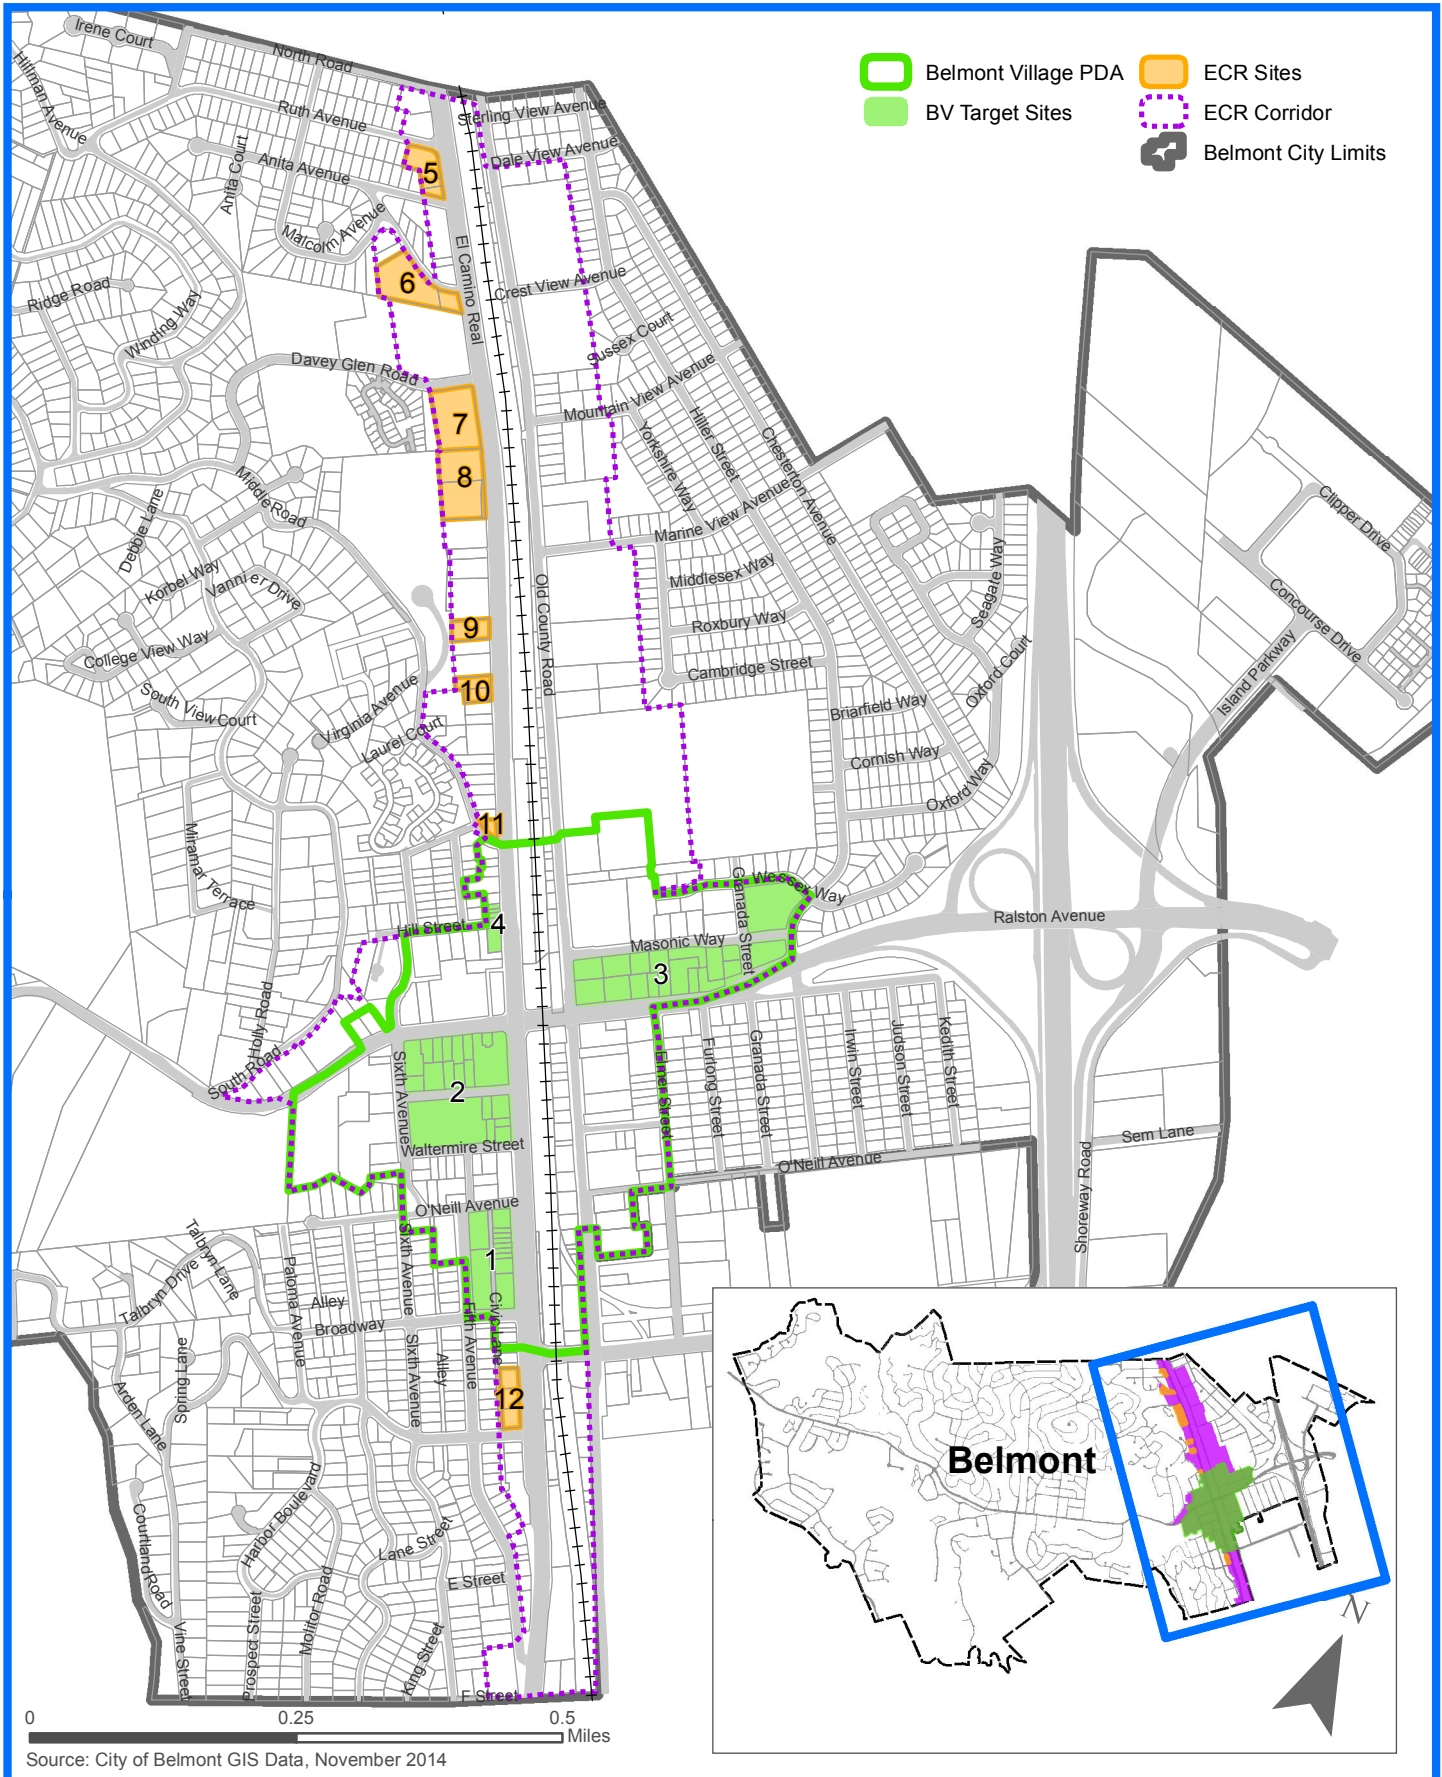 Belmont Village PDA
BV Target Sites
ECR Sites
ECR Corridor
Belmont City Limits
Irene Court
North Road
Hillman Avenue
Ruth Avenue
Sterling View Avenue
Anita Avenue
Dale View Avenue
Anita Court
5
Malcolm Avenue
El Camino Real
6
Crest View Avenue
Ridge Road
Winding Way
Sussex Court
Davey Glen Road
Mountain View Avenue
7
Hiller Street
Yorkshire Way
Chesterton Avenue
8
Middle Road
Debbie Lane
Marine View Avenue
Clipper Drive
Korbel Way
Vannier Drive
Middlesex Way
Seagate Way
Old County Road
Concourse Drive
9
Roxbury Way
College View Way
Cambridge Street
Oxford Court
Island Parkway
10
South View Court
Virginia Avenue
Laurel Court
Briarfield Way
Cornish Way
Oxford Way
11
Miramar Terrace
Granada Street
Wessex Way
Hill Street
4
Ralston Avenue
Masonic Way
3
Holly Road
South Road
Sixth Avenue
2
Elmer Street
Furlong Street
Granada Street
Irwin Street
Judson Street
Kedith Street
Waltermire Street
Sem Lane
O'Neill Avenue
Shoreway Road
O'Neill Avenue
Talbryn Lane
Talbryn Drive
Paloma Avenue
Sixth Avenue
1
Alley
Broadway
Civic Lane
Fifth Avenue
Sixth Avenue
Alley
Spring Lane
Arden Lane
12
Belmont
Harbor Boulevard
Courtland Road
Lane Street
E Street
Molitor Road
Prospect Street
King Street
Vine Street
F Street
N
0
0.25
0.5
Miles
Source: City of Belmont GIS Data, November 2014